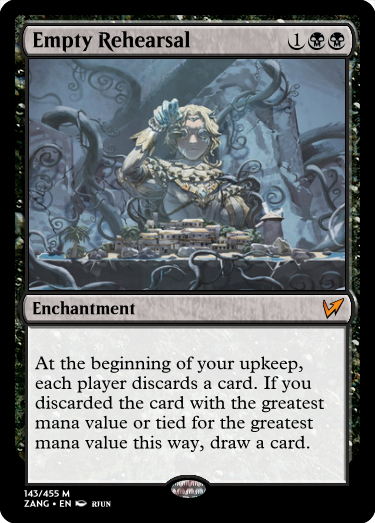 Empty Rehearsal 1
Enchantment
At the beginning of your upkeep,
each player discards a card. If you
discarded the card with the greatest
mana value or tied for the greatest
mana value this way, draw a card.
143/455 M
ZANG • EN RJUN